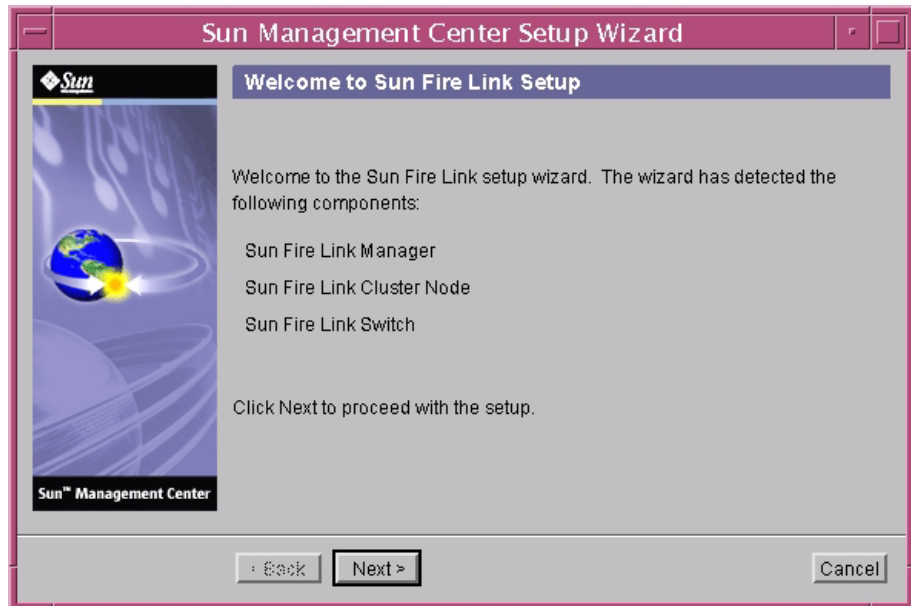 Sun Management Center Setup Wizard
Sun
Welcome to Sun Fire Link Setup
Welcome to the Sun Fire Link setup wizard. The wizard has detected the
following components:
Sun Fire Link Manager
Sun Fire Link Cluster Node
Sun Fire Link Switch
Click Next to proceed with the setup.
Sun™ Management Center
Back
Next >
Cancel